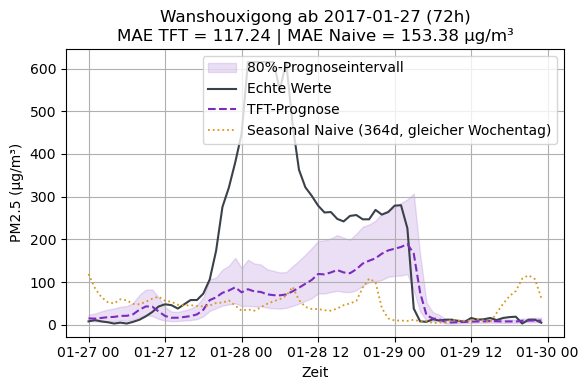 Wanshouxigong ab 2017-01-27 (72h)
MAE TFT = 117.24 | MAE Naive = 153.38 µg/m³
80%-Prognoseintervall
Echte Werte
TFT-Prognose
Seasonal Naive (364d, gleicher Wochentag)
PM2.5 (µg/m³)
600
500
400
300
200
100
0
01-27 00
01-27 12
01-28 00
01-28 12
01-29 00
01-29 12
01-30 00
Zeit